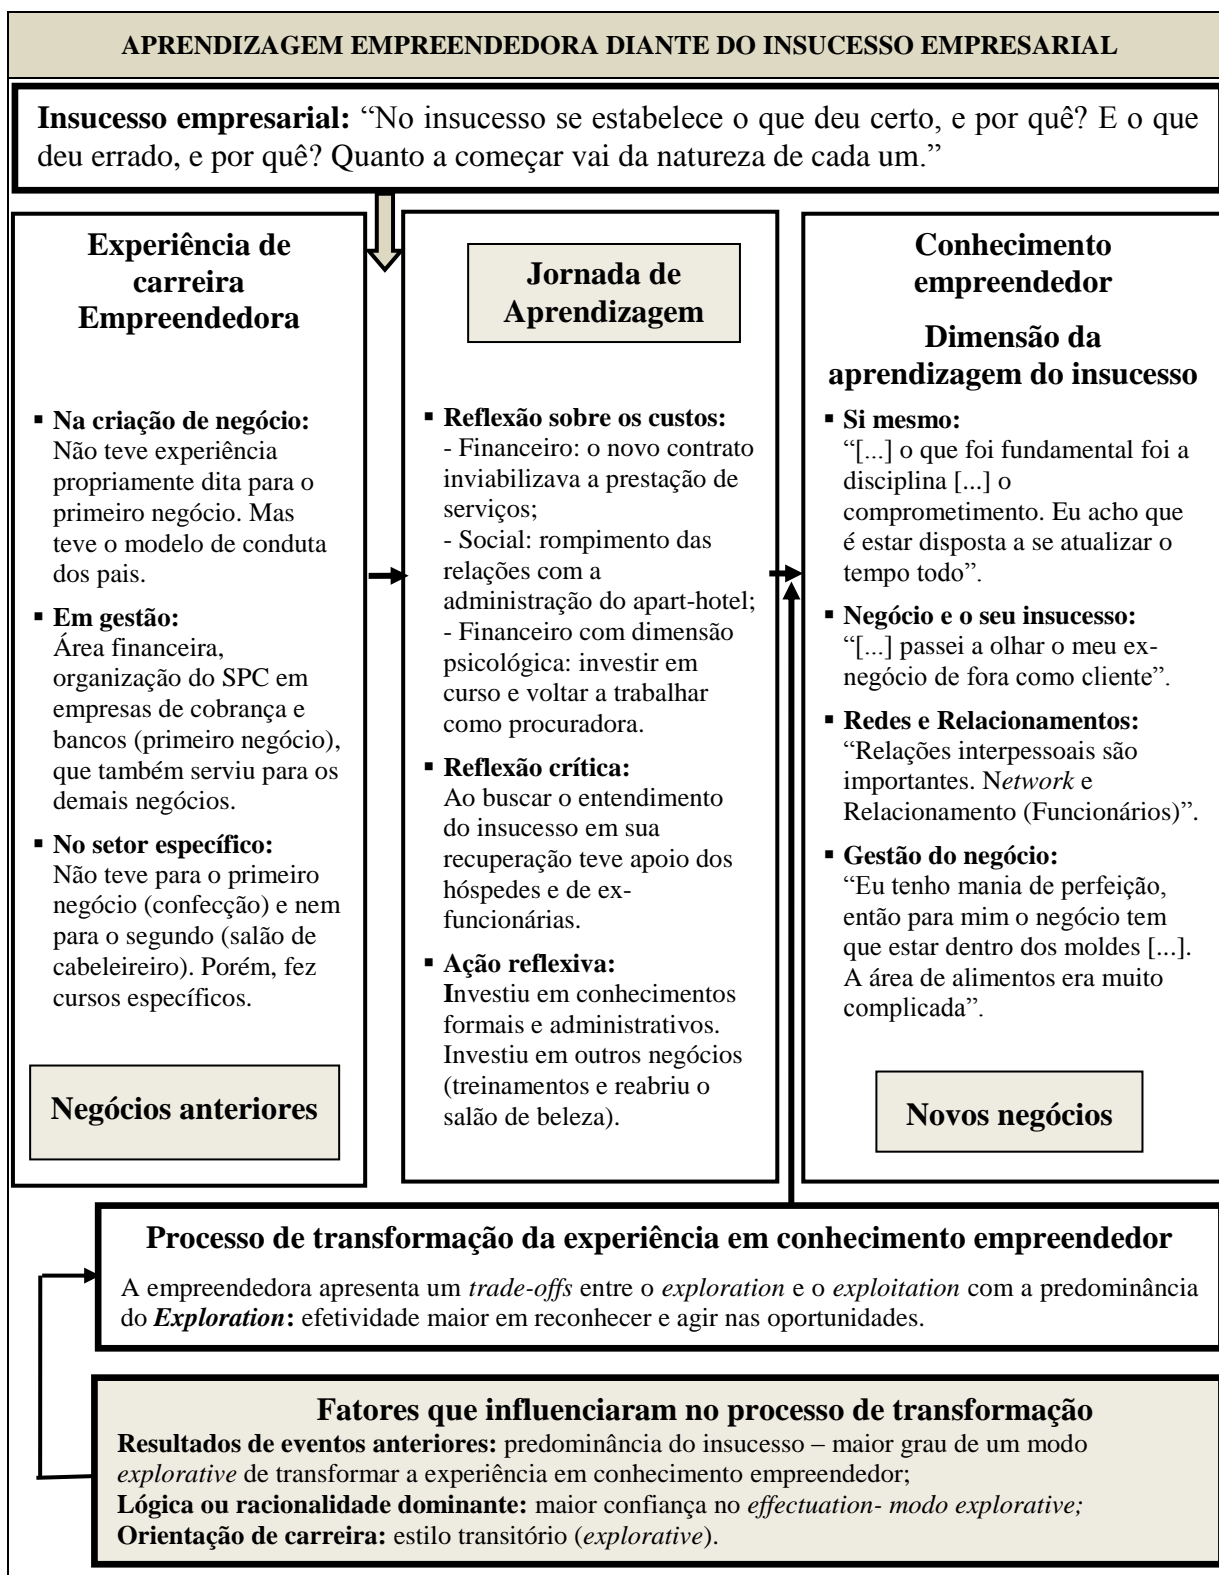 APRENDIZAGEM EMPREENDEDORA DIANTE DO INSUCESSO EMPRESARIAL
Insucesso empresarial: “No insucesso se estabelece o que deu certo, e por quê? E o que
deu errado, e por quê? Quanto a começar vai da natureza de cada um.”
Experiência de
carreira
Empreendedora
▪ Na criação de negócio:
Não teve experiência
propriamente dita para o
primeiro negócio. Mas
teve o modelo de conduta
dos pais.
▪ Em gestão:
Área financeira,
organização do SPC em
empresas de cobrança e
bancos (primeiro negócio),
que também serviu para os
demais negócios.
▪ No setor específico:
Não teve para o primeiro
negócio (confecção) e nem
para o segundo (salão de
cabeleireiro). Porém, fez
cursos específicos.
Negócios anteriores
Jornada de
Aprendizagem
▪ Reflexão sobre os custos:
- Financeiro: o novo contrato
inviabilizava a prestação de
serviços;
- Social: rompimento das
relações com a
administração do apart-hotel;
- Financeiro com dimensão
psicológica: investir em
curso e voltar a trabalhar
como procuradora.
▪ Reflexão crítica:
Ao buscar o entendimento
do insucesso em sua
recuperação teve apoio dos
hóspedes e de ex-
funcionárias.
▪ Ação reflexiva:
Investiu em conhecimentos
formais e administrativos.
Investiu em outros negócios
(treinamentos e reabriu o
salão de beleza).
Conhecimento
empreendedor
Dimensão da
aprendizagem do insucesso
▪ Si mesmo:
“[...] o que foi fundamental foi a
disciplina [...] o
comprometimento. Eu acho que
é estar disposta a se atualizar o
tempo todo”.
▪ Negócio e o seu insucesso:
“[...] passei a olhar o meu ex-
negócio de fora como cliente”.
▪ Redes e Relacionamentos:
“Relações interpessoais são
importantes. Network e
Relacionamento (Funcionários)”.
▪ Gestão do negócio:
“Eu tenho mania de perfeição,
então para mim o negócio tem
que estar dentro dos moldes [...].
A área de alimentos era muito
complicada”.
Novos negócios
Processo de transformação da experiência em conhecimento empreendedor
A empreendedora apresenta um trade-offs entre o exploration e o exploitation com a predominância
do Exploration: efetividade maior em reconhecer e agir nas oportunidades.
Fatores que influenciaram no processo de transformação
Resultados de eventos anteriores: predominância do insucesso – maior grau de um modo
explorative de transformar a experiência em conhecimento empreendedor;
Lógica ou racionalidade dominante: maior confiança no effectuation- modo explorative;
Orientação de carreira: estilo transitório (explorative).